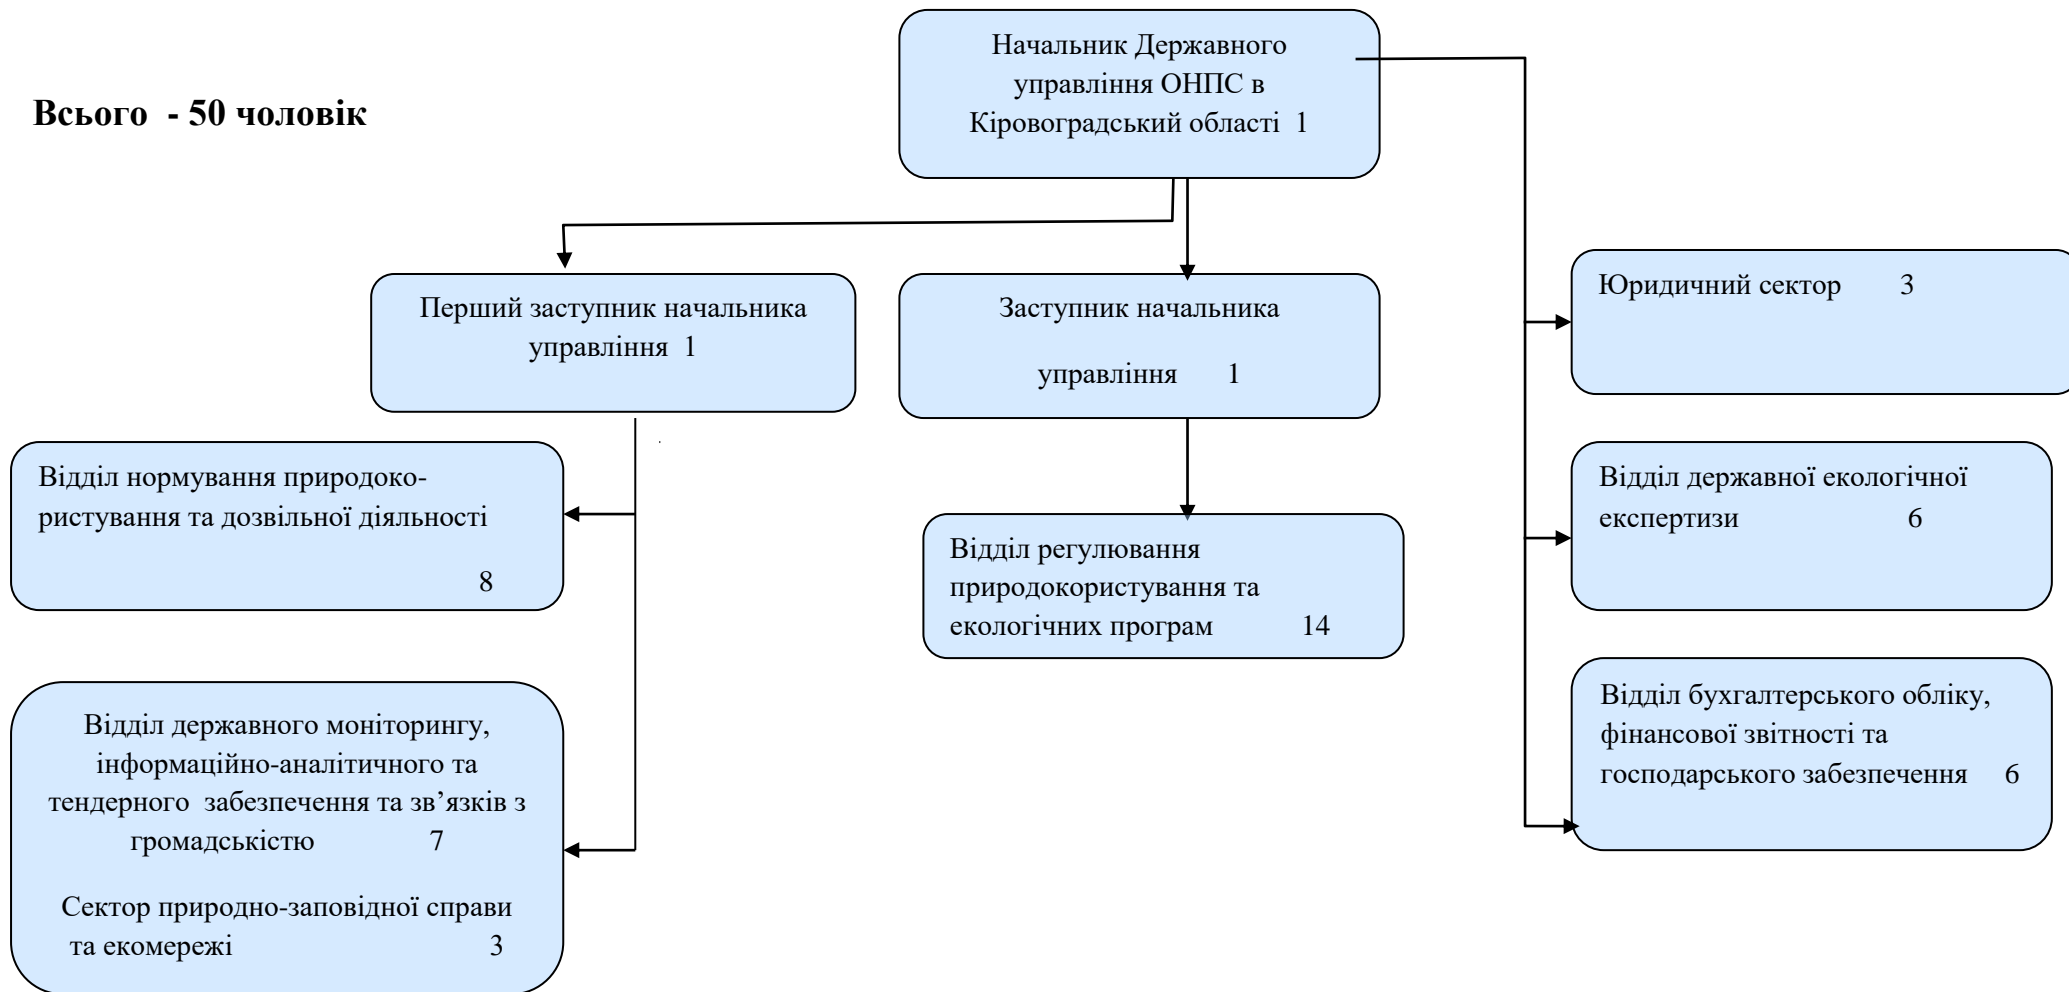 Всього - 50 чоловік
Начальник Державного
управління ОНПС в
Кіровоградський області 1
Перший заступник начальника
управління 1
Заступник начальника
управління 1
Юридичний сектор 3
Відділ нормування природоко-
ристування та дозвільної діяльності
8
Відділ регулювання
природокористування та
екологічних програм 14
Відділ державної екологічної
експертизи 6
Відділ державного моніторингу,
інформаційно-аналітичного та
тендерного забезпечення та зв’язків з
громадськістю 7
Сектор природно-заповідної справи
та екомережі 3
Відділ бухгалтерського обліку,
фінансової звітності та
господарського забезпечення 6